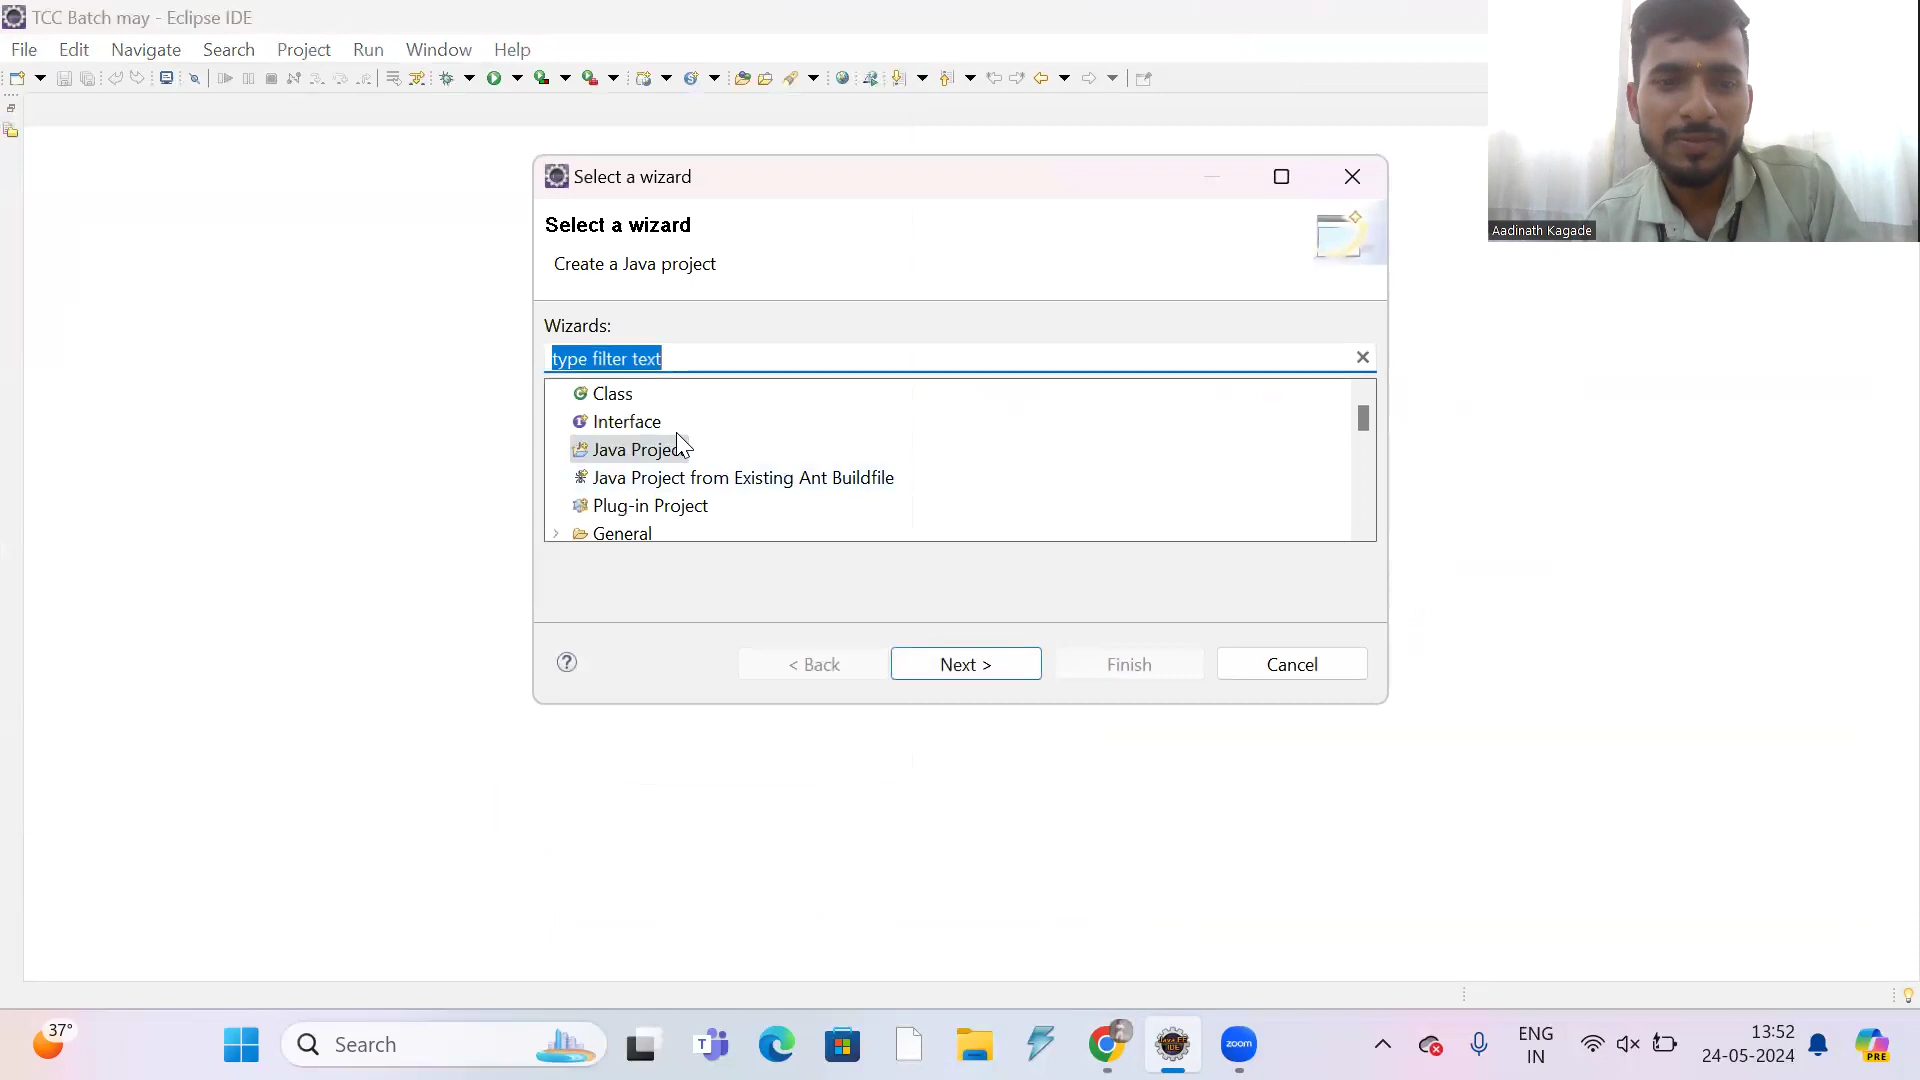 TCC Batch may - Eclipse IDE
File Edit Navigate Search Project Run Window Help
Aadinath Kagade
Select a wizard
Select a wizard
Create a Java project
Wizards:
type filter text
Class
Interface
Java Project
Java Project from Existing Ant Buildfile
Plug-in Project
General
< Back Next > Finish Cancel
37°
Search
zoom
ENG
IN
13:52
24-05-2024
PRE